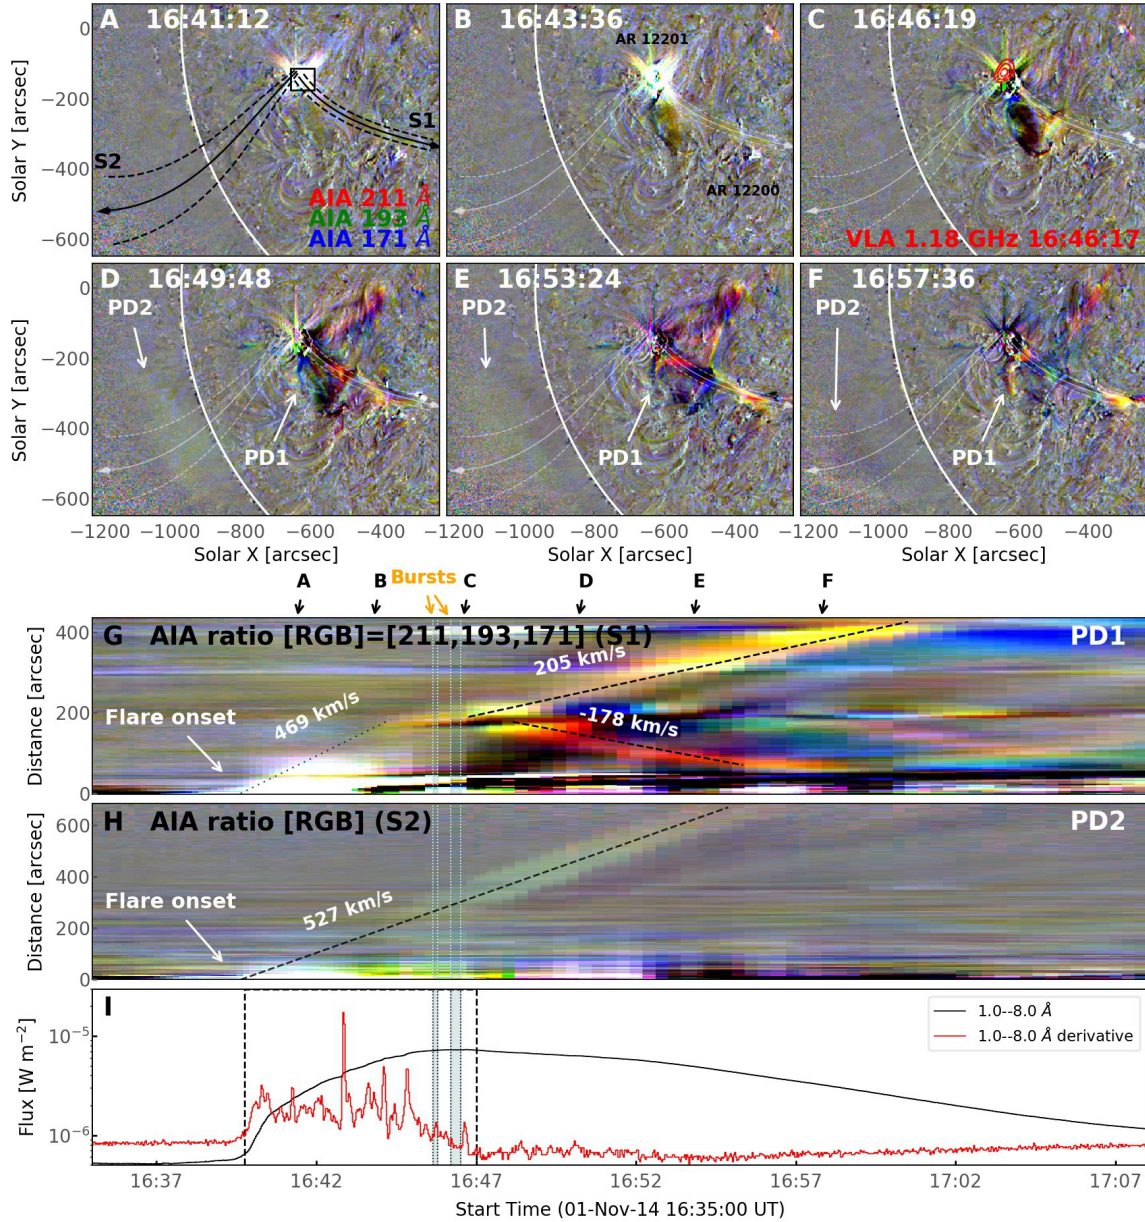 A 16:41:12
B 16:43:36
C 16:46:19
AR 12201
S1
S2
AR 12200
AIA 211 Å
AIA 193 Å
AIA 171 Å
VLA 1.18 GHz 16:46:17
0
−200
−400
−600
Solar Y [arcsec]
D 16:49:48
E 16:53:24
F 16:57:36
PD2
PD2
PD2
PD1
PD1
PD1
0
−200
−400
−600
Solar Y [arcsec]
−1200 −1000 −800 −600 −400
−1200 −1000 −800 −600 −400
−1200 −1000 −800 −600 −400
Solar X [arcsec]
Solar X [arcsec]
Solar X [arcsec]
A B Bursts C D E F
G AIA ratio [RGB]=[211,193,171] (S1) PD1
205 km/s
469 km/s
-178 km/s
Flare onset
400
200
0
Distance [arcsec]
H AIA ratio [RGB] (S2) PD2
527 km/s
Flare onset
600
400
200
0
Distance [arcsec]
I
1.0--8.0 Å
1.0--8.0 Å derivative
10⁻⁵
10⁻⁶
Flux [W m⁻²]
16:37 16:42 16:47 16:52 16:57 17:02 17:07
Start Time (01-Nov-14 16:35:00 UT)